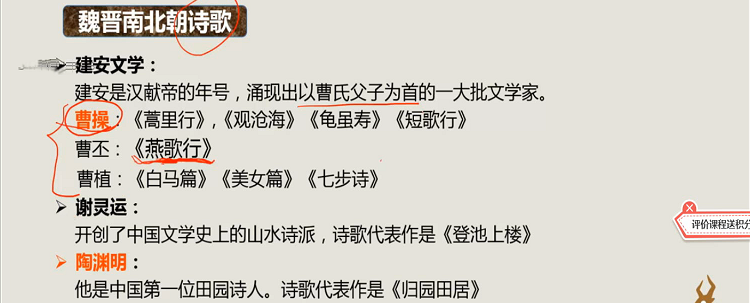 魏晋南北朝诗歌
建安文学：
建安是汉献帝的年号，涌现出以曹氏父子为首的一大批文学家。
曹操：《蒿里行》，《观沧海》《龟虽寿》《短歌行》
曹丕：《燕歌行》
曹植：《白马篇》《美女篇》《七步诗》
谢灵运：
开创了中国文学史上的山水诗派，诗歌代表作是《登池上楼》
评价课程送积分
陶渊明：
他是中国第一位田园诗人。诗歌代表作是《归园田居》